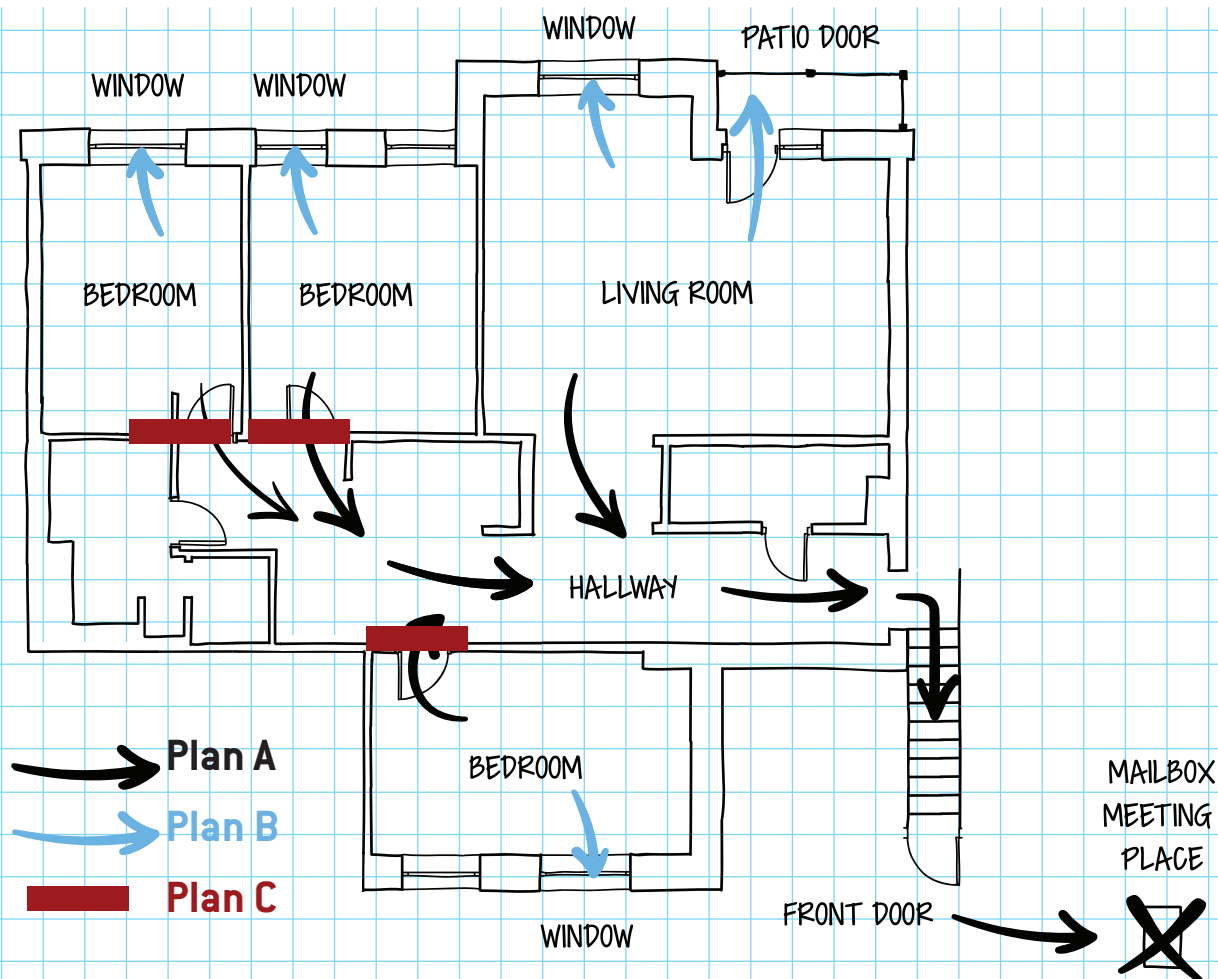 WINDOW
PATIO DOOR
WINDOW
WINDOW
BEDROOM
BEDROOM
LIVING ROOM
HALLWAY
Plan A
BEDROOM
MAILBOX
MEETING
PLACE
Plan B
Plan C
FRONT DOOR
WINDOW